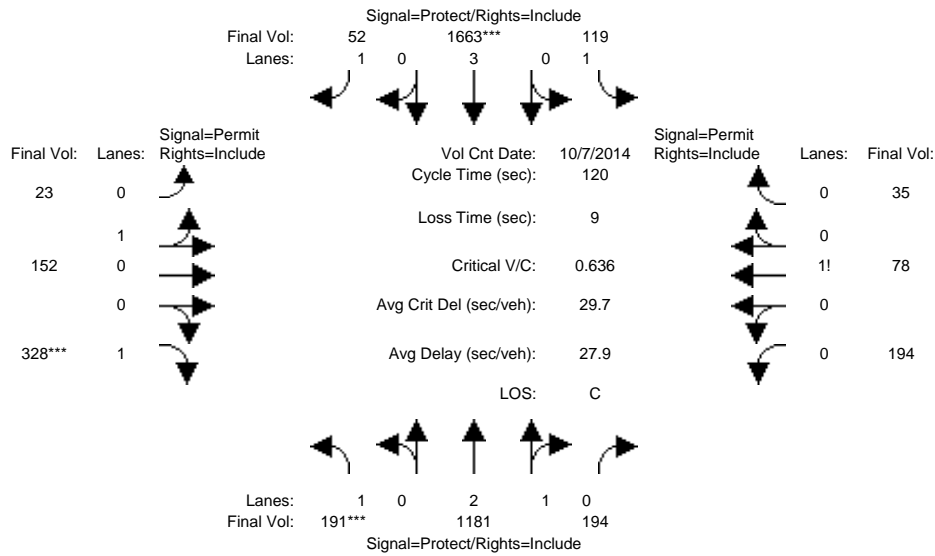 Signal=Protect/Rights=Include
Final Vol: 52 1663*** 119
Lanes: 1 0 3 0 1
Signal=Permit
Rights=Include
Final Vol: Lanes:
Vol Cnt Date: 10/7/2014
Signal=Permit
Rights=Include
Lanes: Final Vol:
Cycle Time (sec): 120
23 0
0 35
Loss Time (sec): 9
1
0
152 0
Critical V/C: 0.636
1! 78
0
Avg Crit Del (sec/veh): 29.7
0
328*** 1
Avg Delay (sec/veh): 27.9
0 194
LOS: C
Lanes: 1 0 2 1 0
Final Vol: 191*** 1181 194
Signal=Protect/Rights=Include